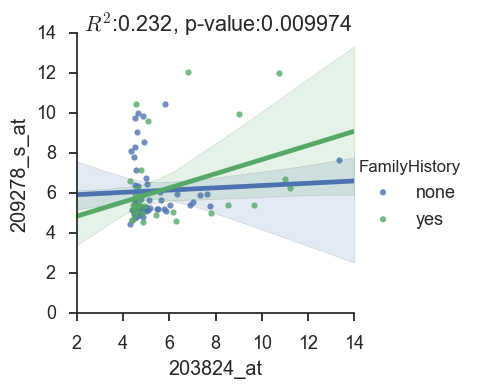 R²:0.232, p-value:0.009974
14
12
10
8
6
4
2
0
209278_s_at
2 4 6 8 10 12 14
203824_at
FamilyHistory
none
yes